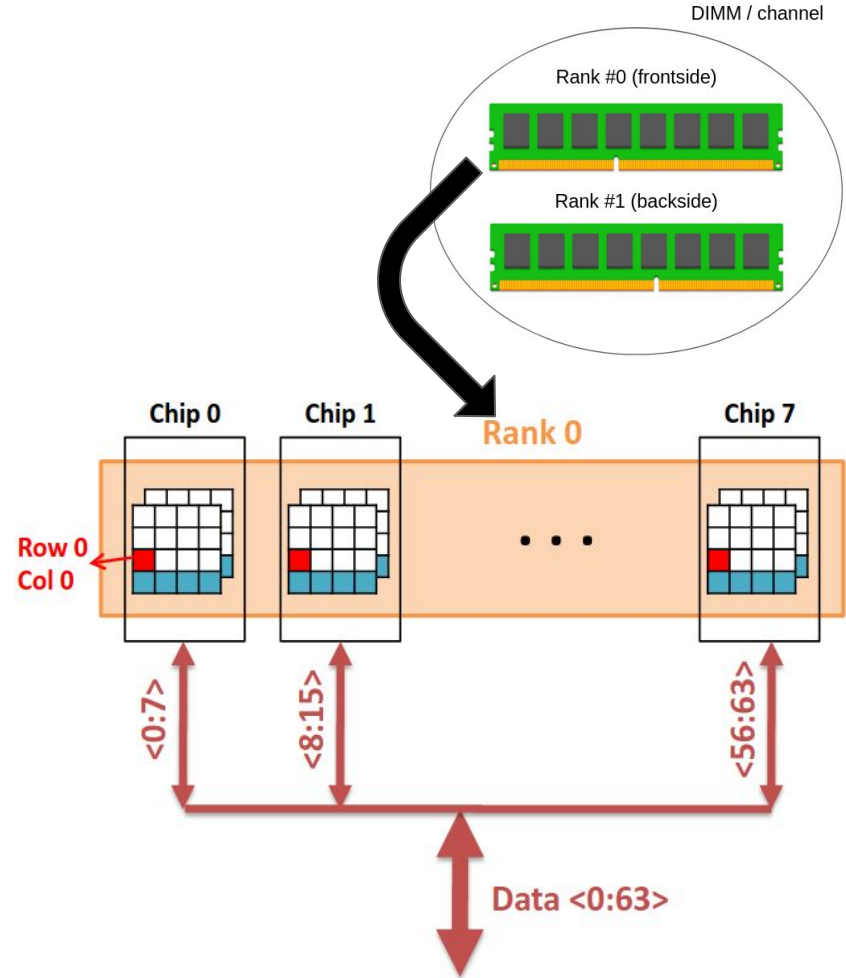 DIMM / channel
Rank #0 (frontside)
Rank #1 (backside)
Chip 0
Chip 1
Chip 7
Rank 0
Row 0
Col 0
. . .
<0:7>
<8:15>
<56:63>
Data <0:63>